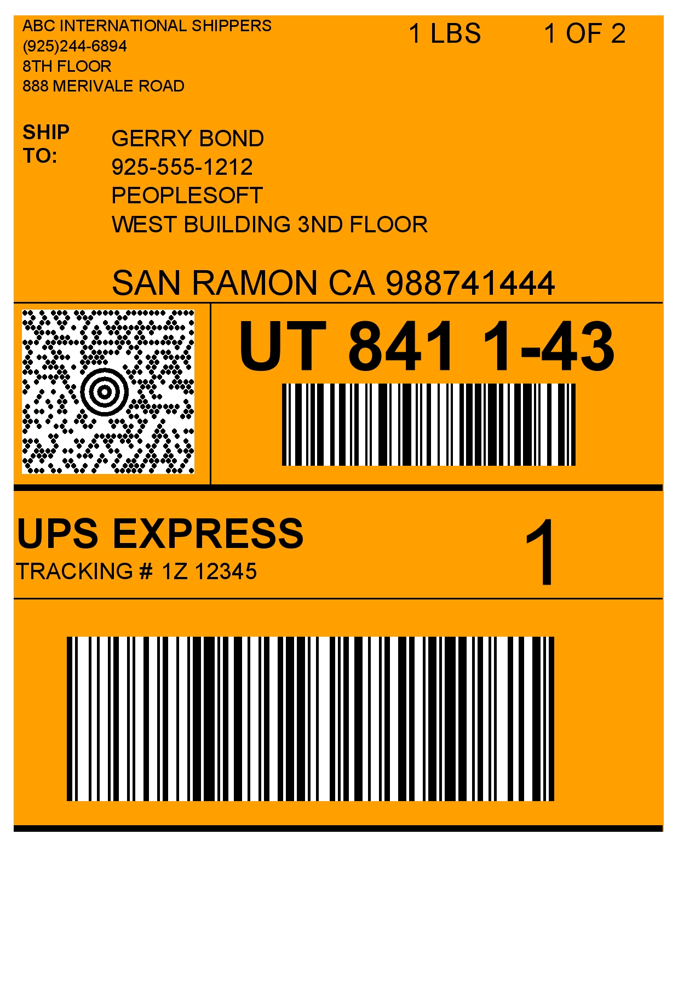 ABC INTERNATIONAL SHIPPERS
(925)244-6894
8TH FLOOR
888 MERIVALE ROAD
1 LBS 1 OF 2
SHIP TO:
GERRY BOND
925-555-1212
PEOPLESOFT
WEST BUILDING 3ND FLOOR
SAN RAMON CA 988741444
UT 841 1-43
UPS EXPRESS
TRACKING # 1Z 12345
1